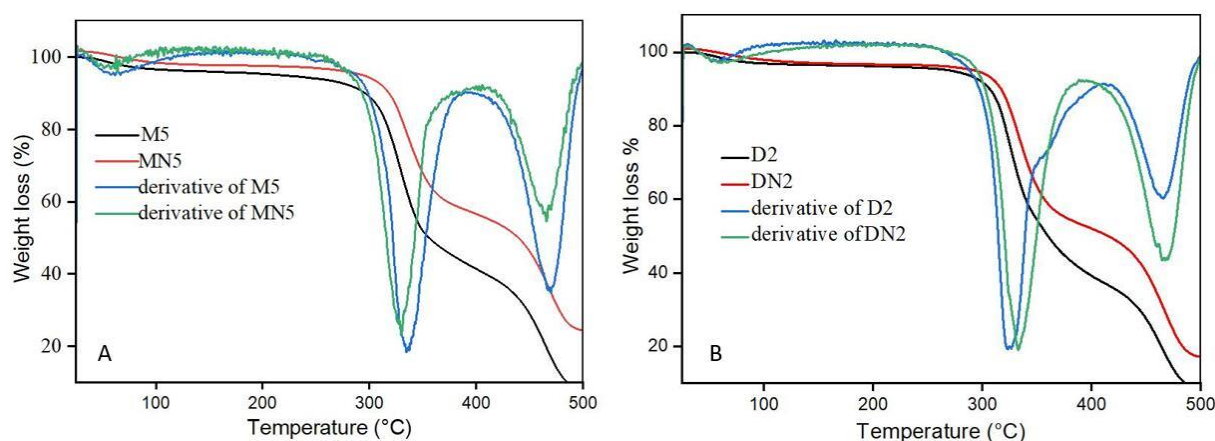 100
80
60
40
20
Weight loss (%)
M5
MN5
derivative of M5
derivative of MN5
A
100
200
300
400
500
Temperature (°C)
100
80
60
40
20
Weight loss %
D2
DN2
derivative of D2
derivative of DN2
B
100
200
300
400
500
Temperature (°C)